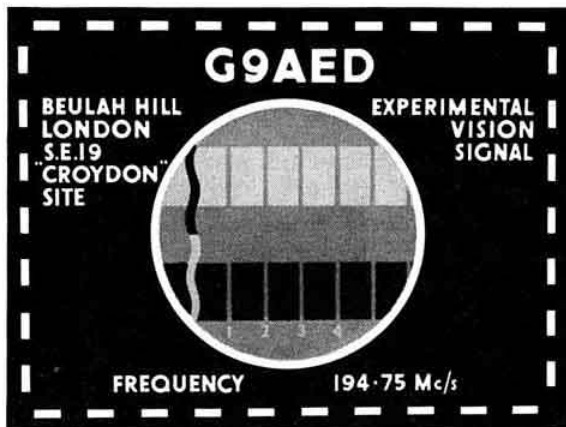 G9AED
BEULAH HILL
LONDON
S.E.19
"CROYDON"
SITE
EXPERIMENTAL
VISION
SIGNAL
1 2 3 4
FREQUENCY 194·75 Mc/s